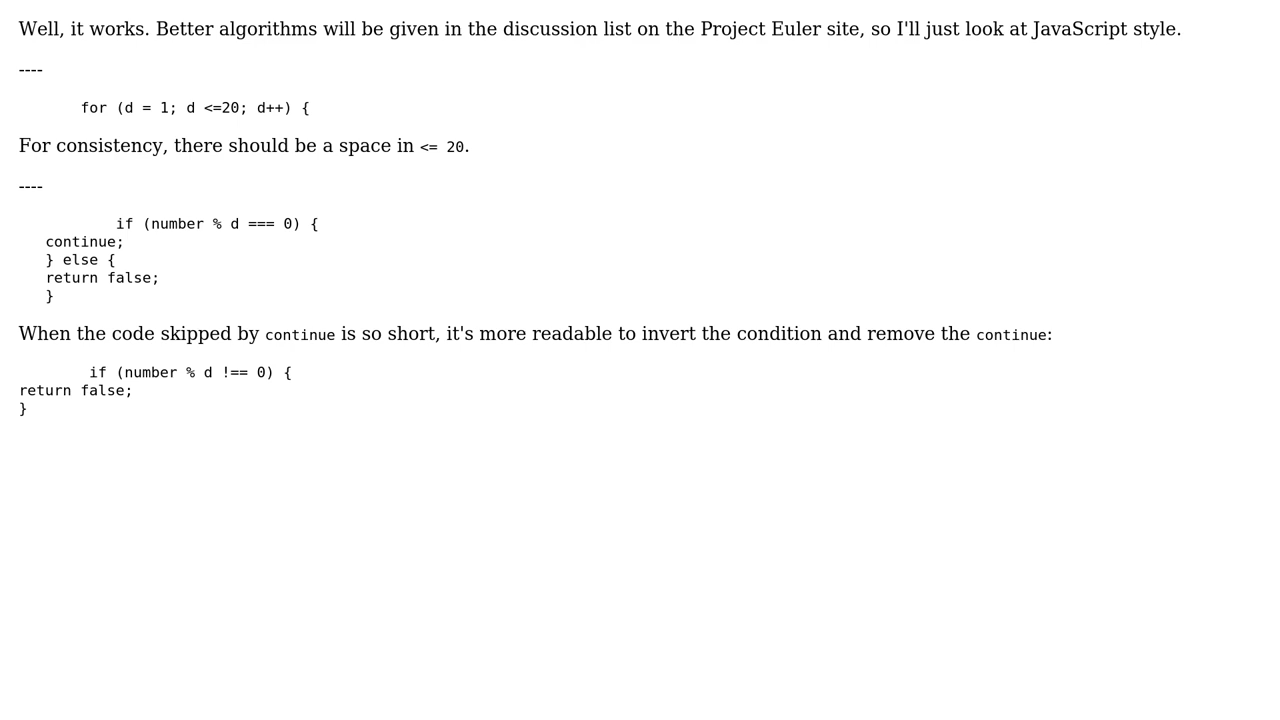 Well, it works. Better algorithms will be given in the discussion list on the Project Euler site, so I'll just look at JavaScript style.
----
for (d = 1; d <=20; d++) {
For consistency, there should be a space in <= 20.
----
if (number % d === 0) {
continue;
} else {
return false;
}
When the code skipped by continue is so short, it's more readable to invert the condition and remove the continue:
if (number % d !== 0) {
return false;
}